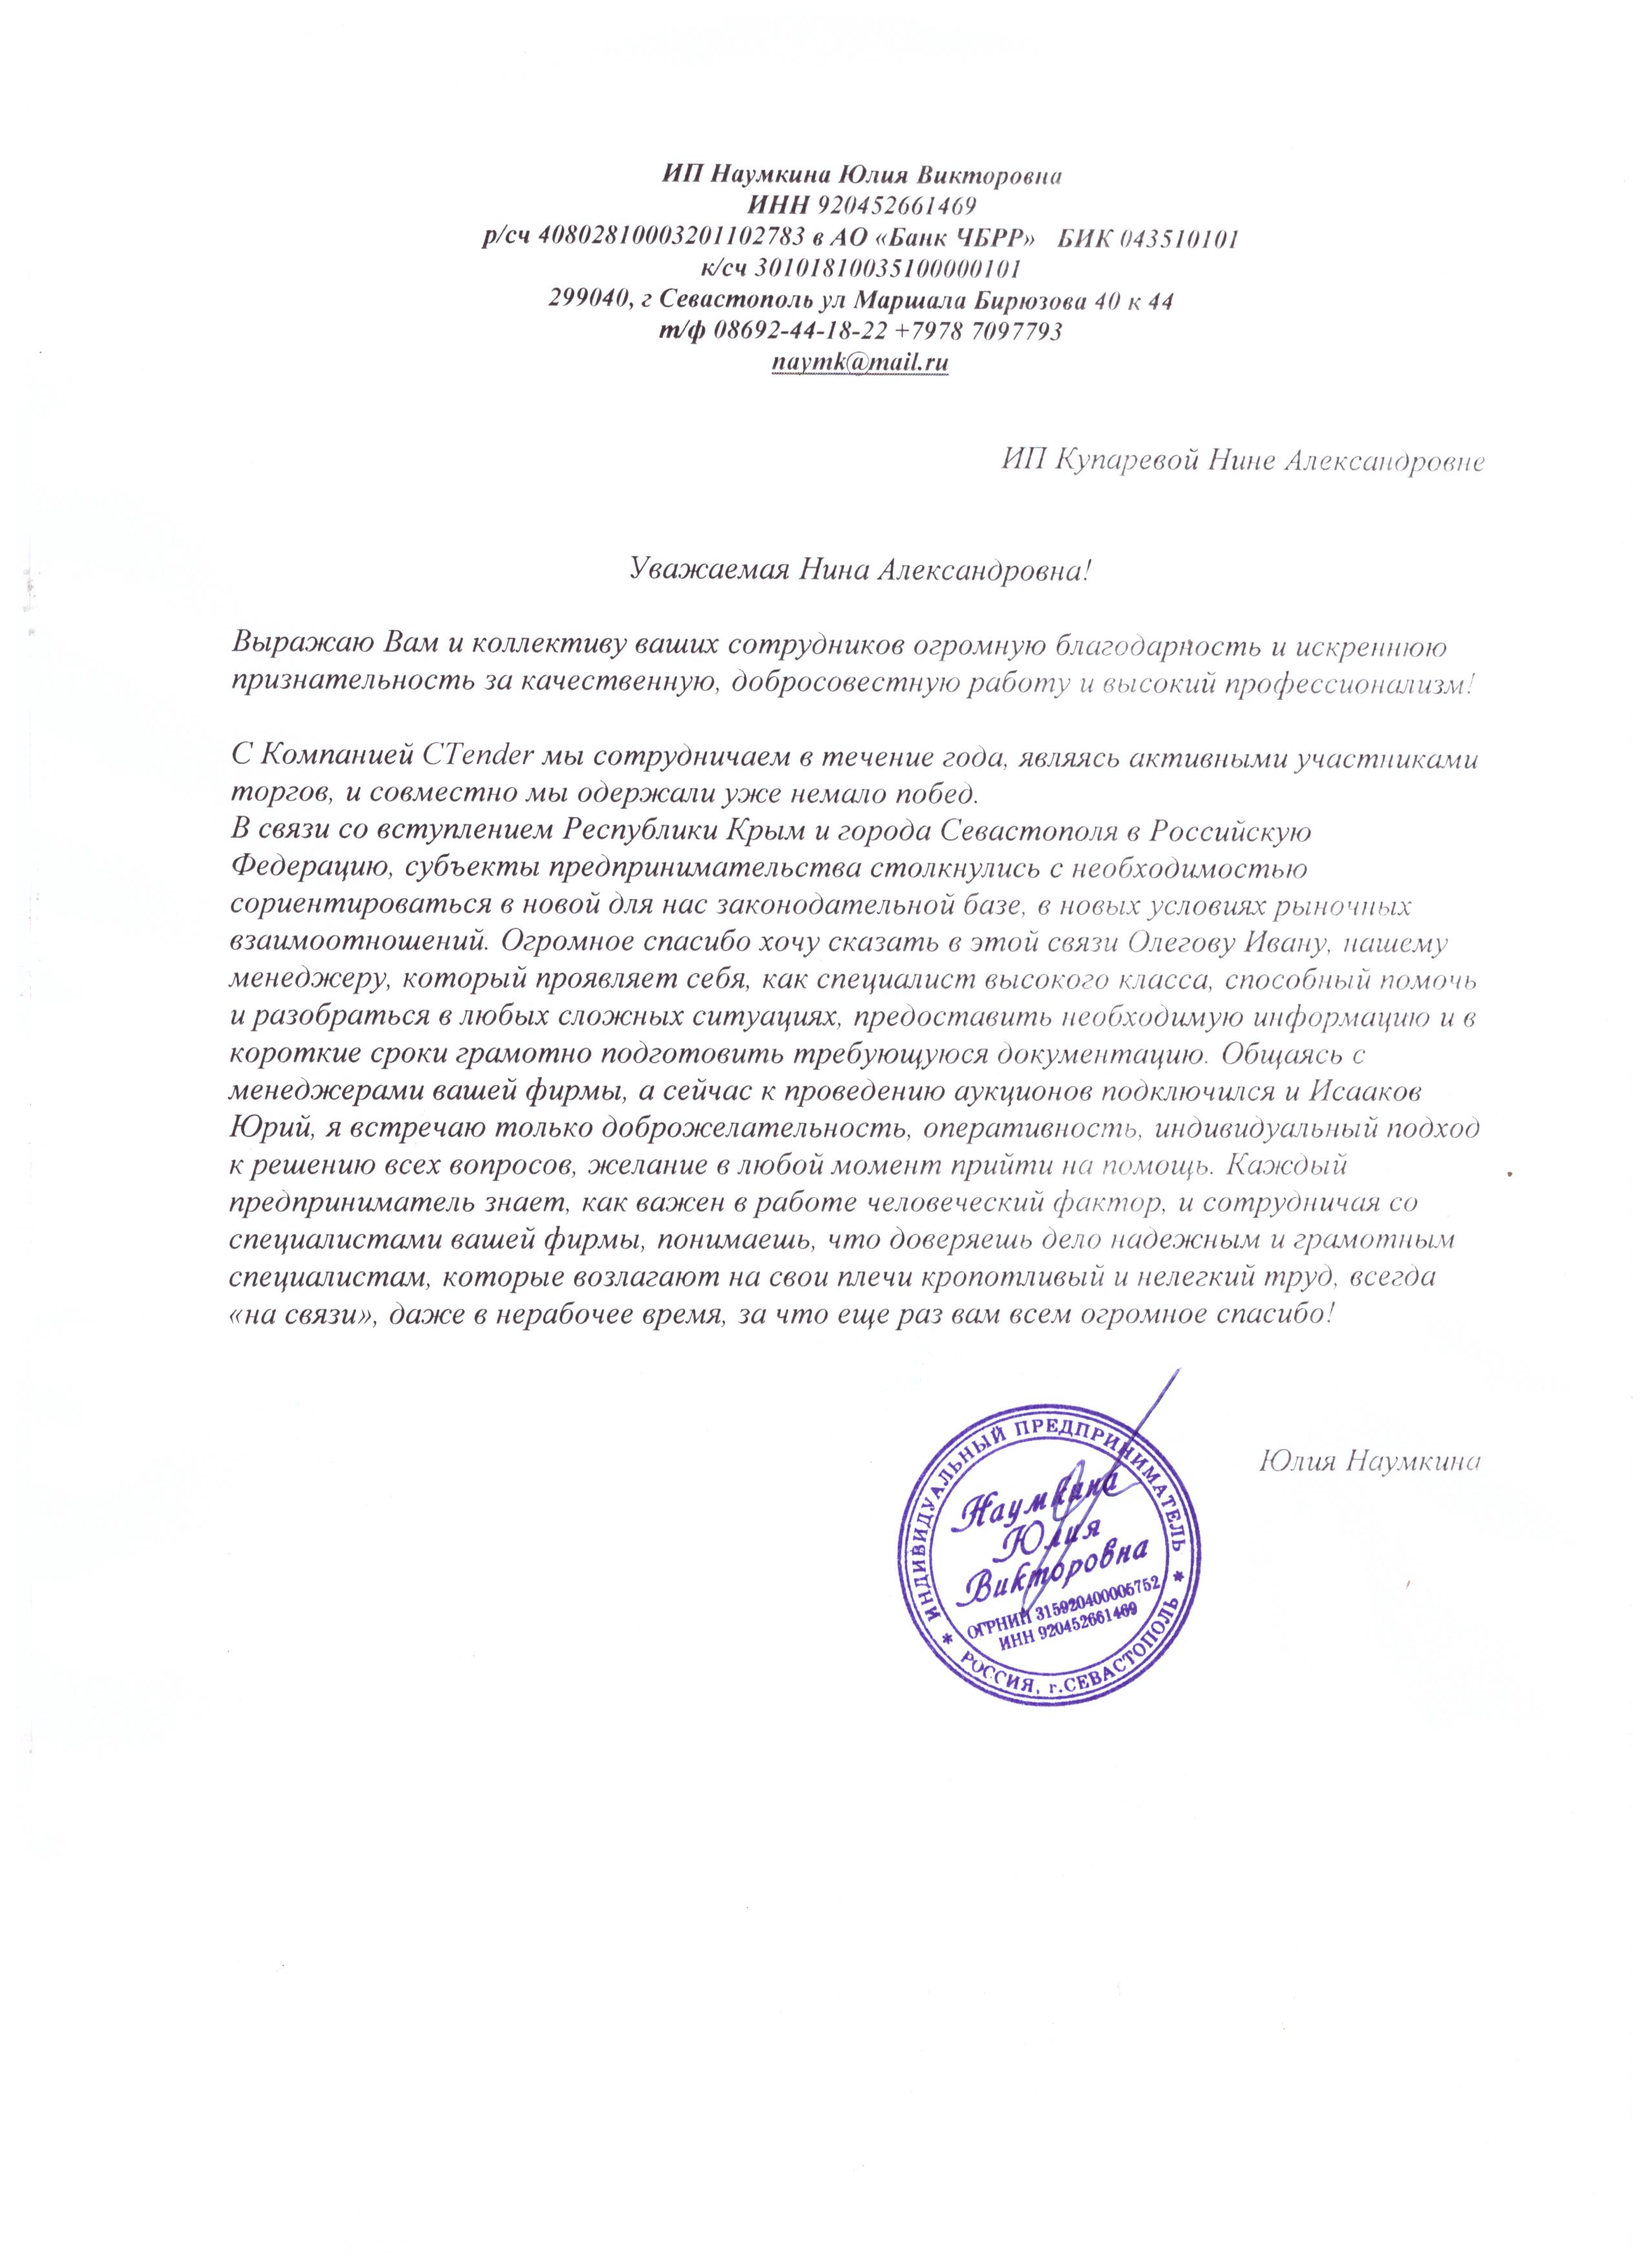 ИП Наумкина Юлия Викторовна
ИНН 920452661469
р/сч 40802810003201102783 в АО «Банк ЧБРР» БИК 043510101
к/сч 30101810035100000101
299040, г Севастополь ул Маршала Бирюзова 40 к 44
т/ф 08692-44-18-22 +7978 7097793
naymk@mail.ru
ИП Купаревой Нине Александровне
Уважаемая Нина Александровна!
Выражаю Вам и коллективу ваших сотрудников огромную благодарность и искреннюю
признательность за качественную, добросовестную работу и высокий профессионализм!
С Компанией CTender мы сотрудничаем в течение года, являясь активными участниками
торгов, и совместно мы одержали уже немало побед.
В связи со вступлением Республики Крым и города Севастополя в Российскую
Федерацию, субъекты предпринимательства столкнулись с необходимостью
сориентироваться в новой для нас законодательной базе, в новых условиях рыночных
взаимоотношений. Огромное спасибо хочу сказать в этой связи Олегову Ивану, нашему
менеджеру, который проявляет себя, как специалист высокого класса, способный помочь
и разобраться в любых сложных ситуациях, предоставить необходимую информацию и в
короткие сроки грамотно подготовить требующуюся документацию. Общаясь с
менеджерами вашей фирмы, а сейчас к проведению аукционов подключился и Исааков
Юрий, я встречаю только доброжелательность, оперативность, индивидуальный подход
к решению всех вопросов, желание в любой момент прийти на помощь. Каждый
предприниматель знает, как важен в работе человеческий фактор, и сотрудничая со
специалистами вашей фирмы, понимаешь, что доверяешь дело надежным и грамотным
специалистам, которые возлагают на свои плечи кропотливый и нелегкий труд, всегда
«на связи», даже в нерабочее время, за что еще раз вам всем огромное спасибо!
Юлия Наумкина
ИНДИВИДУАЛЬНЫЙ ПРЕДПРИНИМАТЕЛЬ
Наумкина
Юлия
Викторовна
ОГРНИП 315920400006752
ИНН 920452661469
* РОССИЯ, г.СЕВАСТОПОЛЬ *